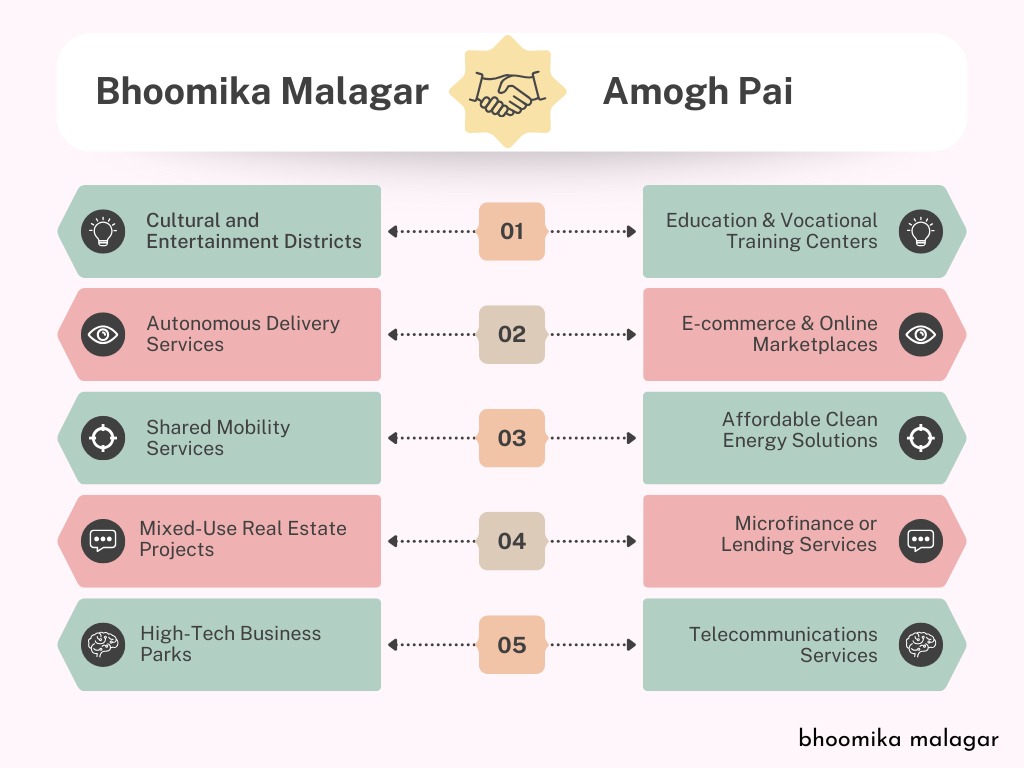 Bhoomika Malagar
Amogh Pai
Cultural and
Entertainment Districts
01
Education & Vocational
Training Centers
Autonomous Delivery
Services
02
E-commerce & Online
Marketplaces
Shared Mobility
Services
03
Affordable Clean
Energy Solutions
Mixed-Use Real Estate
Projects
04
Microfinance or
Lending Services
High-Tech Business
Parks
05
Telecommunications
Services
bhoomika malagar